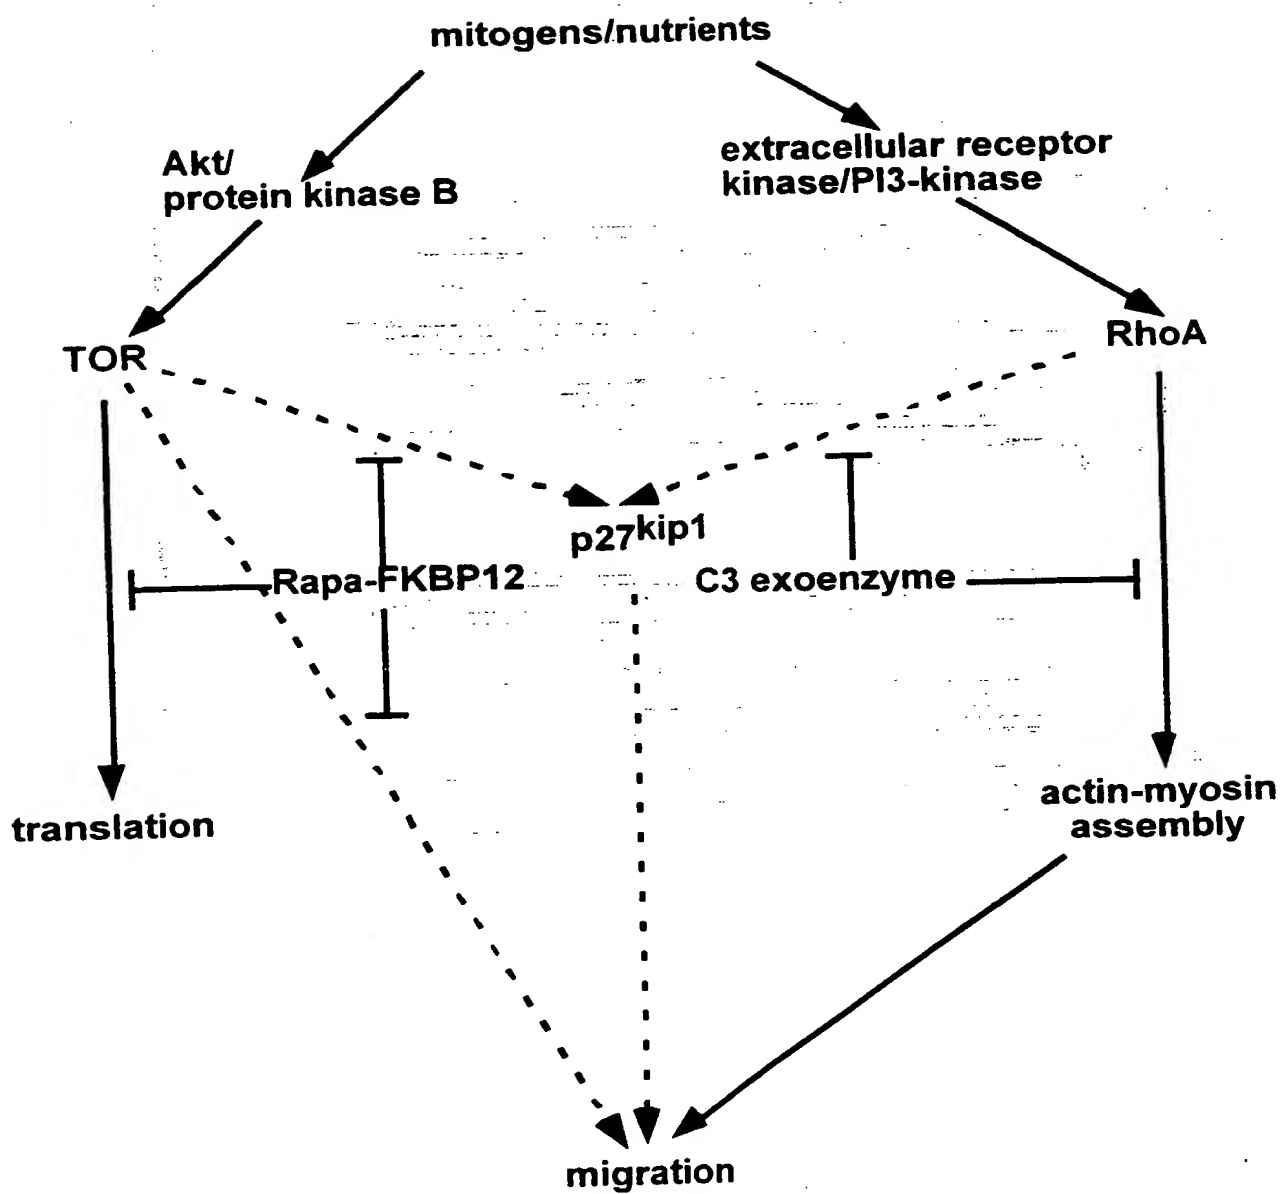 mitogens/nutrients
Akt/
protein kinase B
extracellular receptor
kinase/PI3-kinase
TOR
RhoA
p27kip1
Rapa-FKBP12
C3 exoenzyme
translation
actin-myosin
assembly
migration